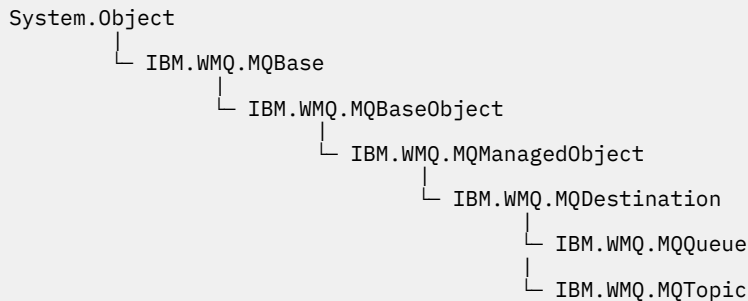 System.Object
IBM.WMQ.MQBase
IBM.WMQ.MQBaseObject
IBM.WMQ.MQManagedObject
IBM.WMQ.MQDestination
IBM.WMQ.MQQueue
IBM.WMQ.MQTopic